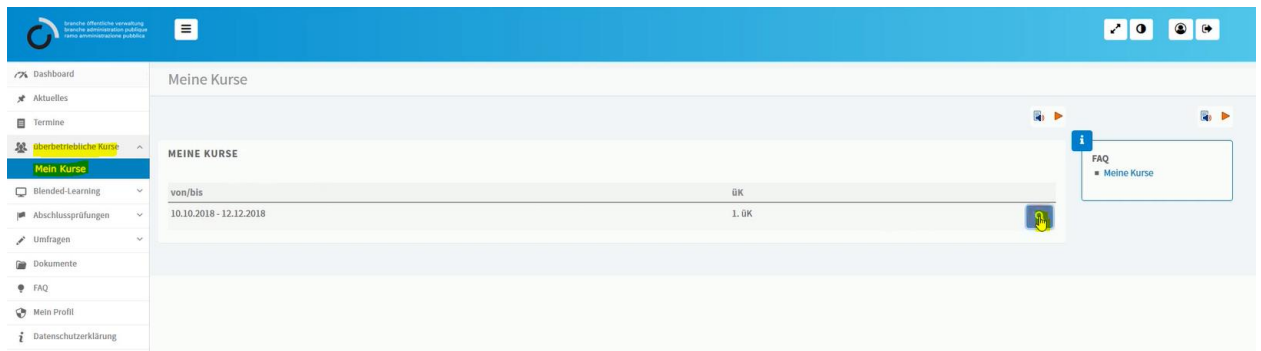 branche öffentliche verwaltung
branche administration publique
ramo amministrazione pubblica
Dashboard
Aktuelles
Termine
überbetriebliche Kurse
Mein Kurse
Blended-Learning
Abschlussprüfungen
Umfragen
Dokumente
FAQ
Mein Profil
Datenschutzerklärung
Meine Kurse
MEINE KURSE
von/bis üK
10.10.2018 - 12.12.2018 1. üK
i
FAQ
Meine Kurse